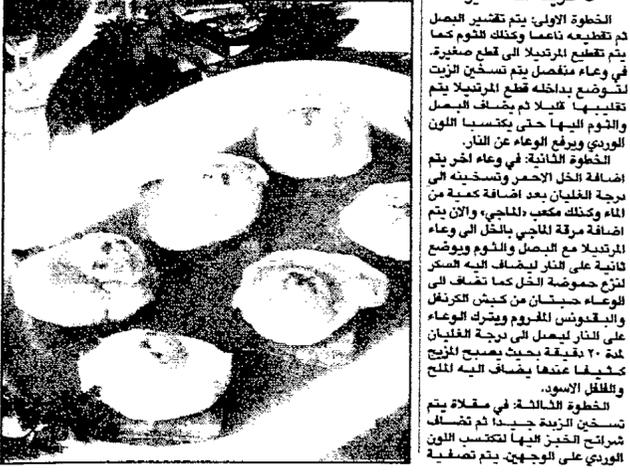 الخطوة الاولى: يتم تقشير البصل
ثم تقطيعه ناعما وكذلك الثوم كما
يتم تقطيع المرتديلا الى قطع صغيرة.
في وعاء منفصل يتم تسخين الزيت
لتوضع بداخله قطع المرتديلا يتم
تقليبها قليلا ثم يضاف البصل
والثوم اليها حتى يكتسبا اللون
الوردي ويرفع الوعاء عن النار.
الخطوة الثانية: في وعاء اخر يتم
اضافة الخل الاحمر وتسخينه الى
درجة الغليان بعد اضافة كمية من
الماء وكذلك مكعب «الماجي» والان يتم
اضافة مرقة الماجي بالخل الى وعاء
المرتديلا مع البصل والثوم ويوضع
ثانية على النار ليضاف اليه السكر
لنزع حموضة الخل كما تضاف الى
الوعاء حبتان من كبش الكرنفل
والبقدونس المفروم ويترك الوعاء
على النار ليصل الى درجة الغليان
لمدة ٢٠ دقيقة بحيث يصبح المزيج
كثيفا عندها يضاف اليه الملح
والفلفل الاسود.
الخطوة الثالثة: في مقلاة يتم
تسخين الزبدة جيدا ثم تضاف
شرائح الخبز اليها لتكتسب اللون
الوردي على الوجهين. يتم تصفية